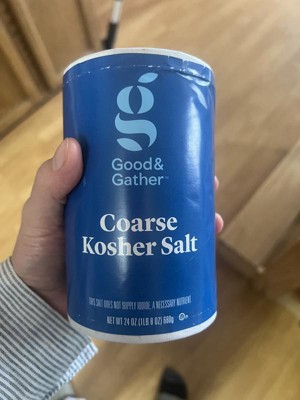 Good&
Gather™
Coarse
Kosher Salt
THIS SALT DOES NOT SUPPLY IODIDE, A NECESSARY NUTRIENT
NET WT 24 OZ (1LB 8 OZ) 680g